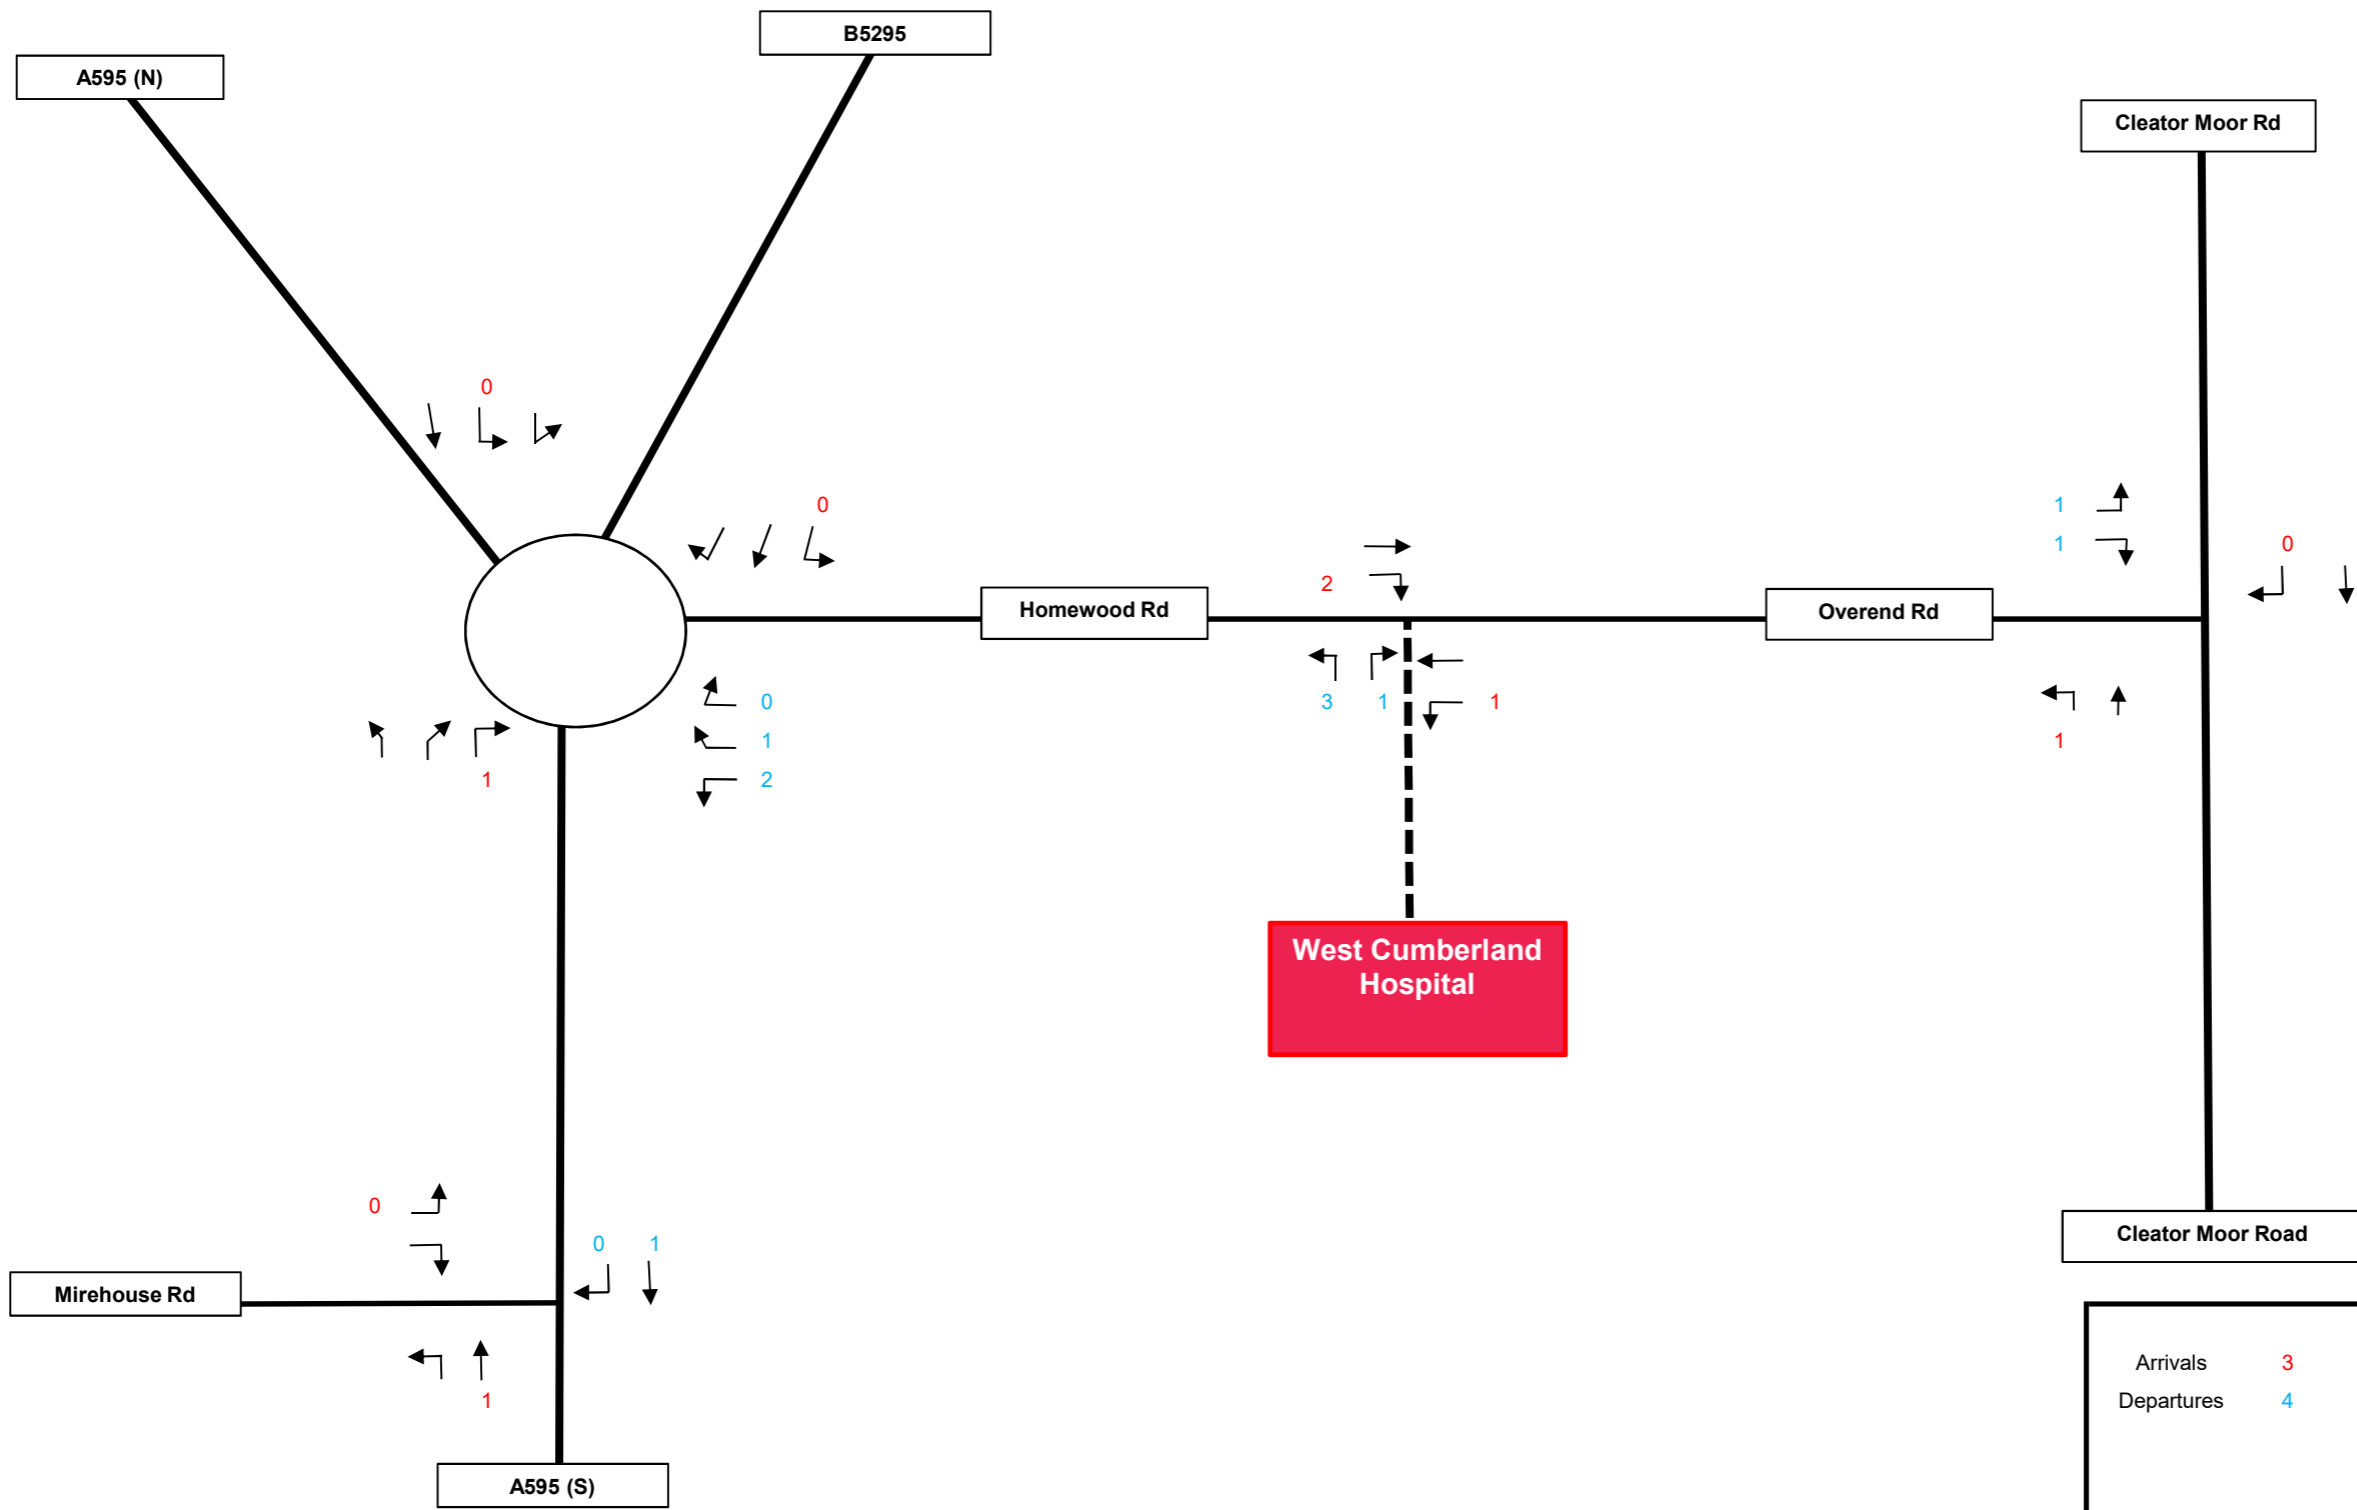 B5295
A595 (N)
Cleator Moor Rd
0
0
1
1
0
2
Homewood Rd
Overend Rd
0
3
1
1
1
1
1
2
West Cumberland
Hospital
0
0
1
Cleator Moor Road
Mirehouse Rd
Arrivals 3
1
Departures 4
A595 (S)